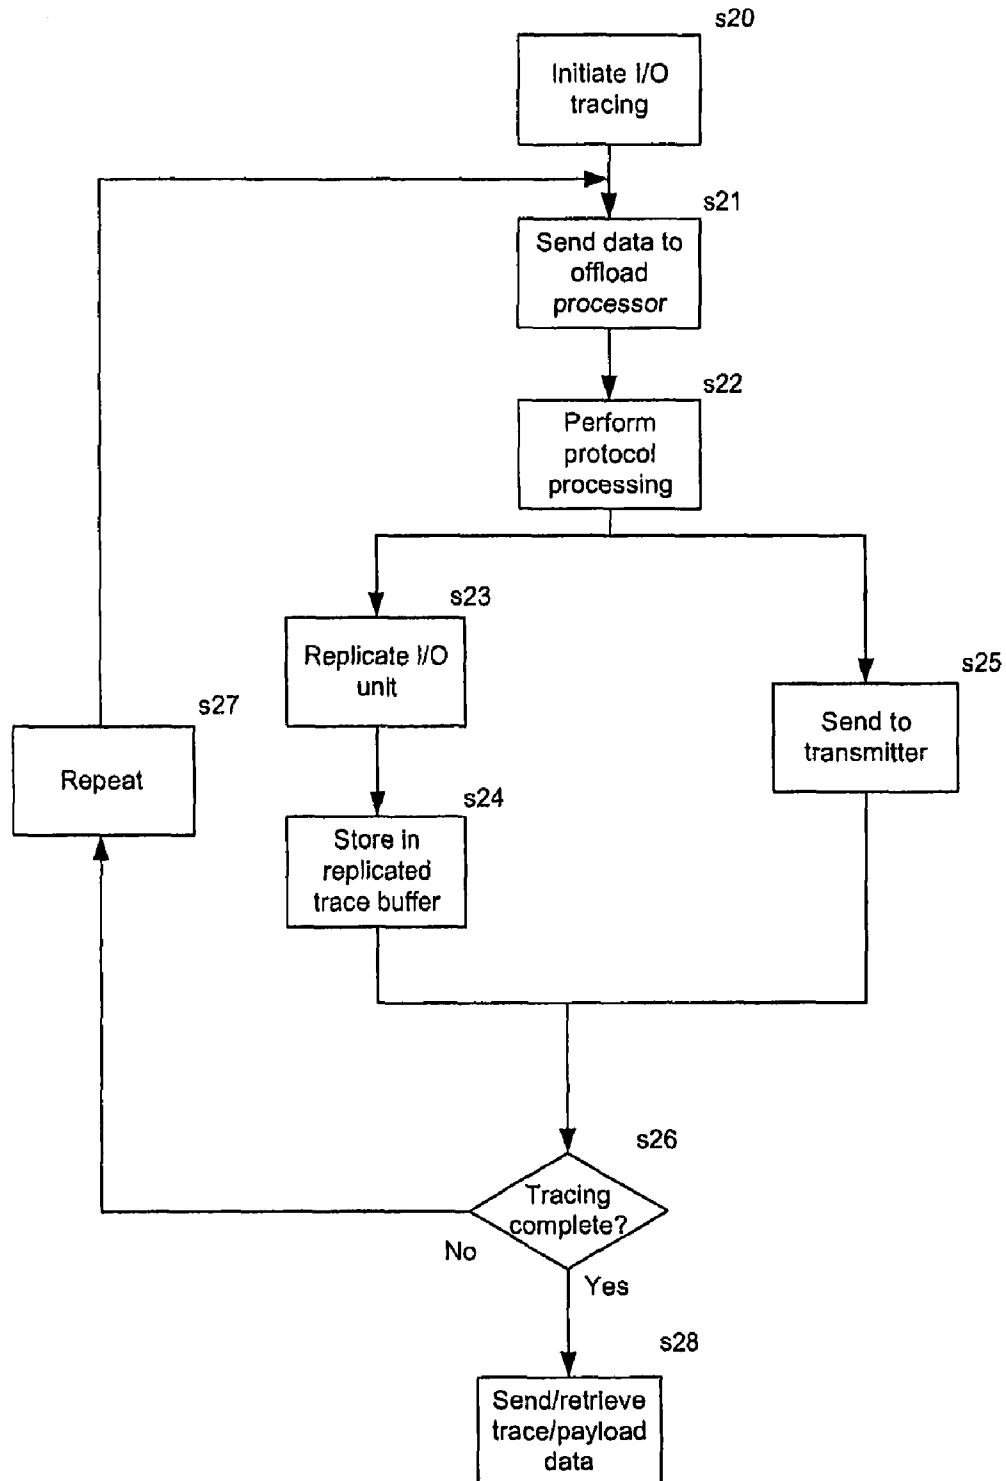 s20
Initiate I/O
tracing
s21
Send data to
offload
processor
s22
Perform
protocol
processing
s23
Replicate I/O
unit
s25
Send to
transmitter
s27
Repeat
s24
Store in
replicated
trace buffer
s26
Tracing
complete?
No
Yes
s28
Send/retrieve
trace/payload
data